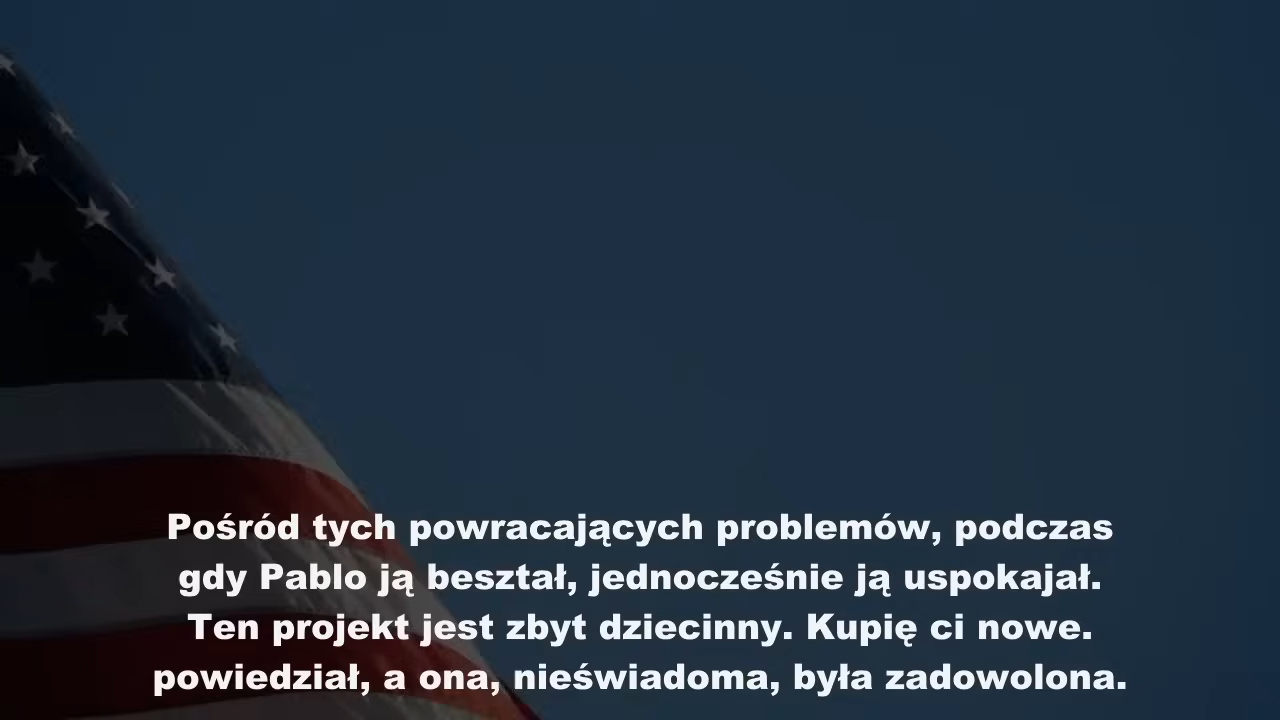 Pośród tych powracających problemów, podczas
gdy Pablo ją beształ, jednocześnie ją uspokajał.
Ten projekt jest zbyt dziecinny. Kupię ci nowe.
powiedział, a ona, nieświadoma, była zadowolona.